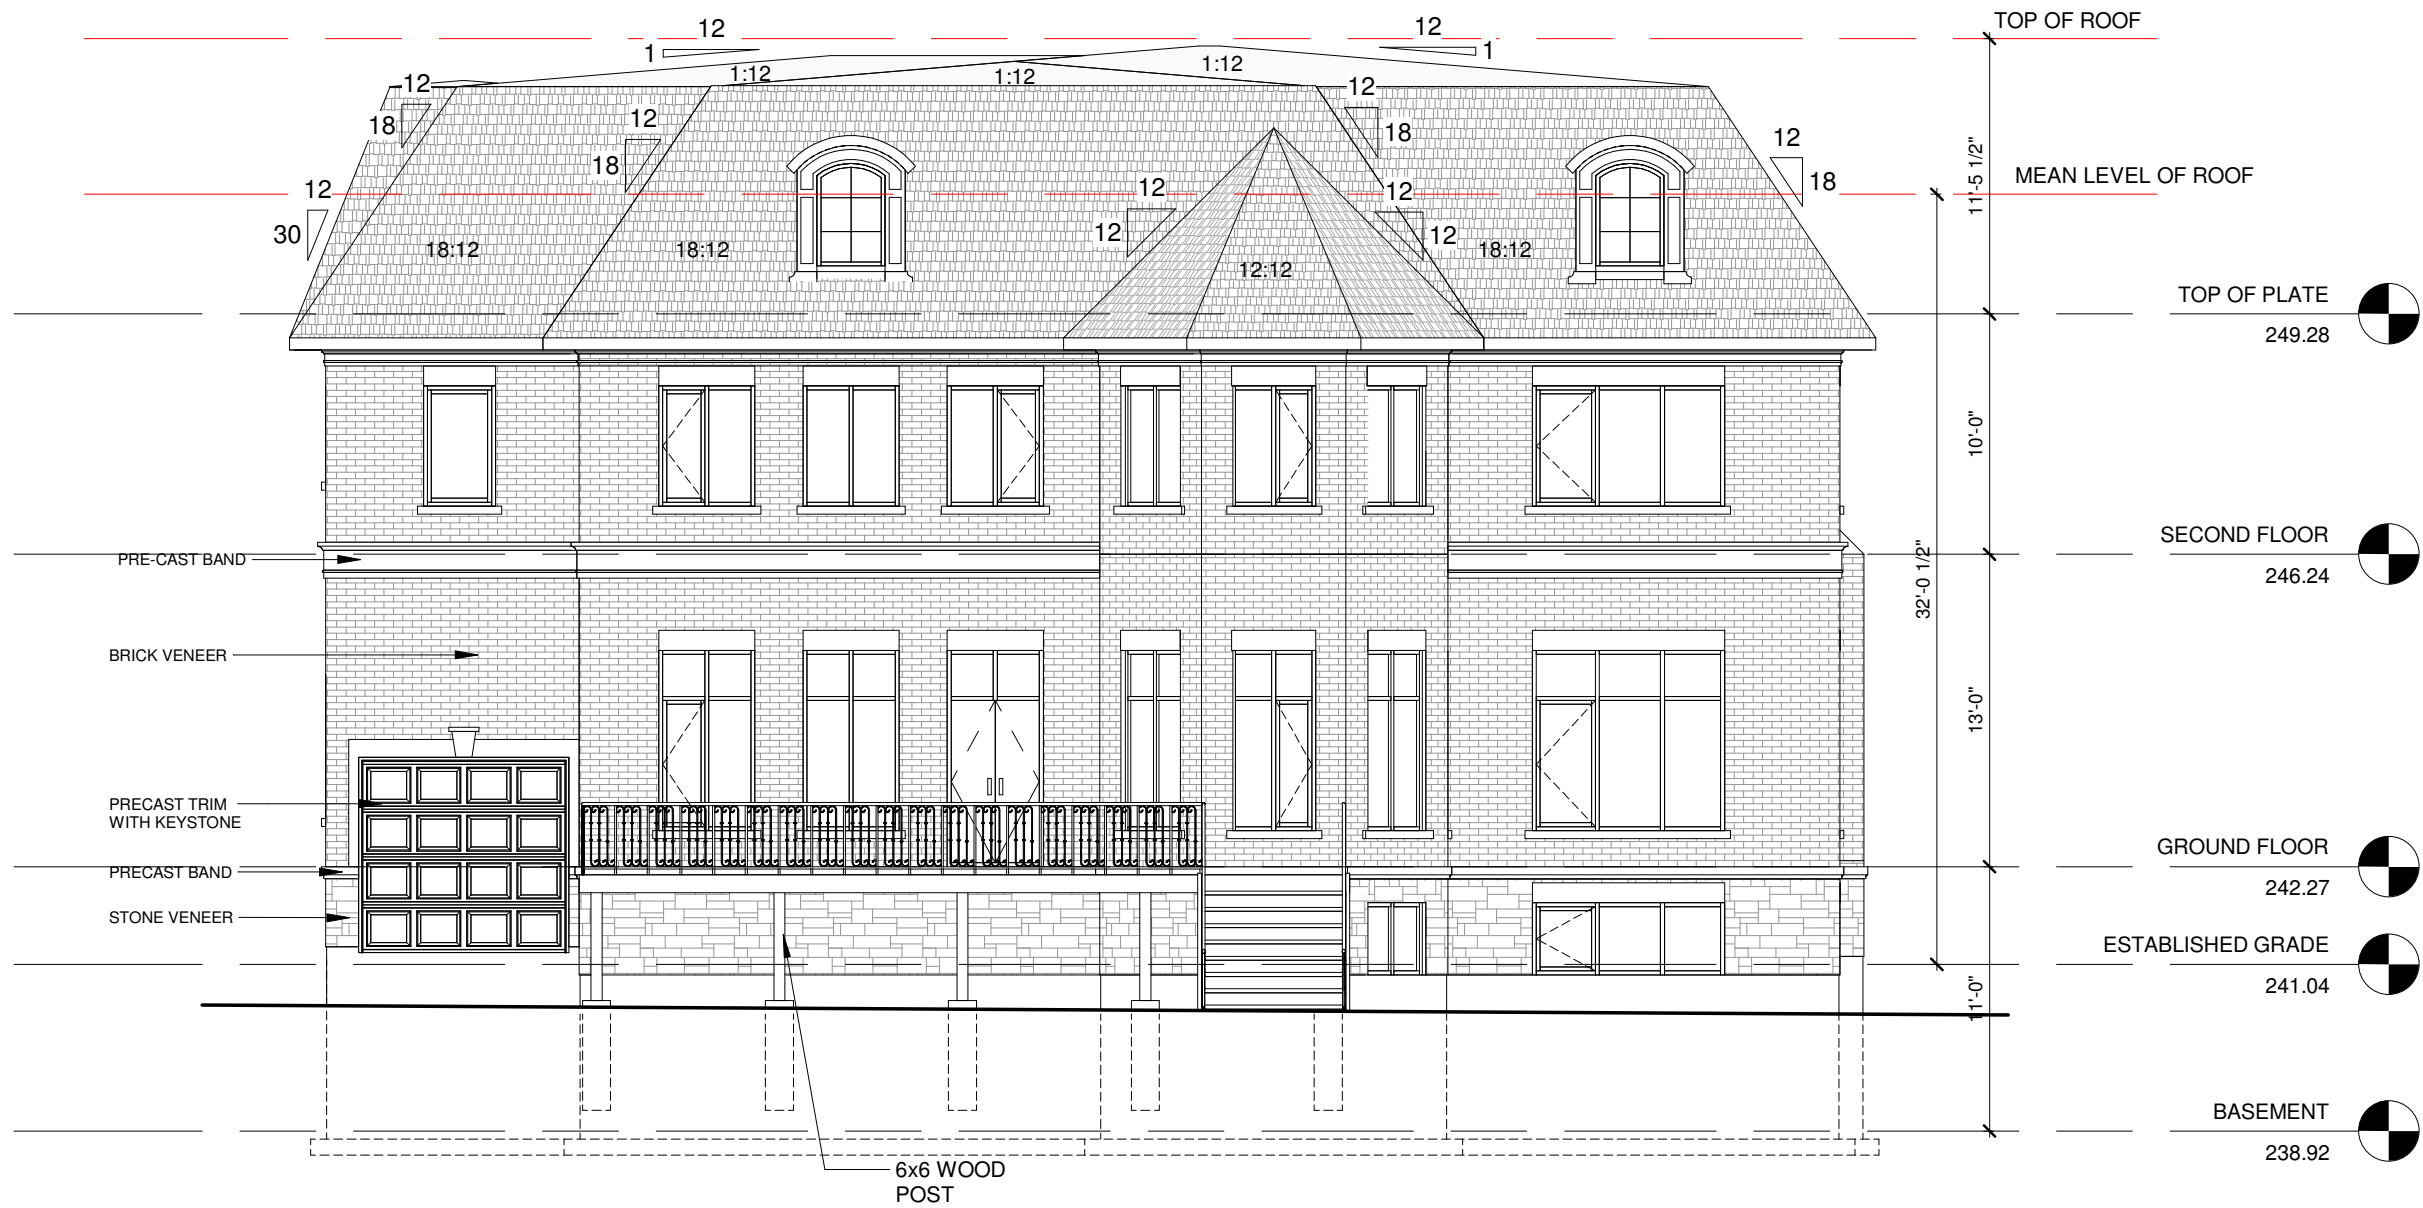 TOP OF ROOF
12
12
1
1
1:12
1:12
1:12
12
12
18
12
18
12
18
12
18
11'-5 1/2"
MEAN LEVEL OF ROOF
12
30
12
12
12
12
18:12
18:12
12:12
18:12
TOP OF PLATE
249.28
10'-0"
SECOND FLOOR
246.24
PRE-CAST BAND
32'-0 1/2"
BRICK VENEER
13'-0"
PRECAST TRIM
WITH KEYSTONE
GROUND FLOOR
242.27
PRECAST BAND
STONE VENEER
ESTABLISHED GRADE
241.04
11'-0"
BASEMENT
238.92
6x6 WOOD
POST